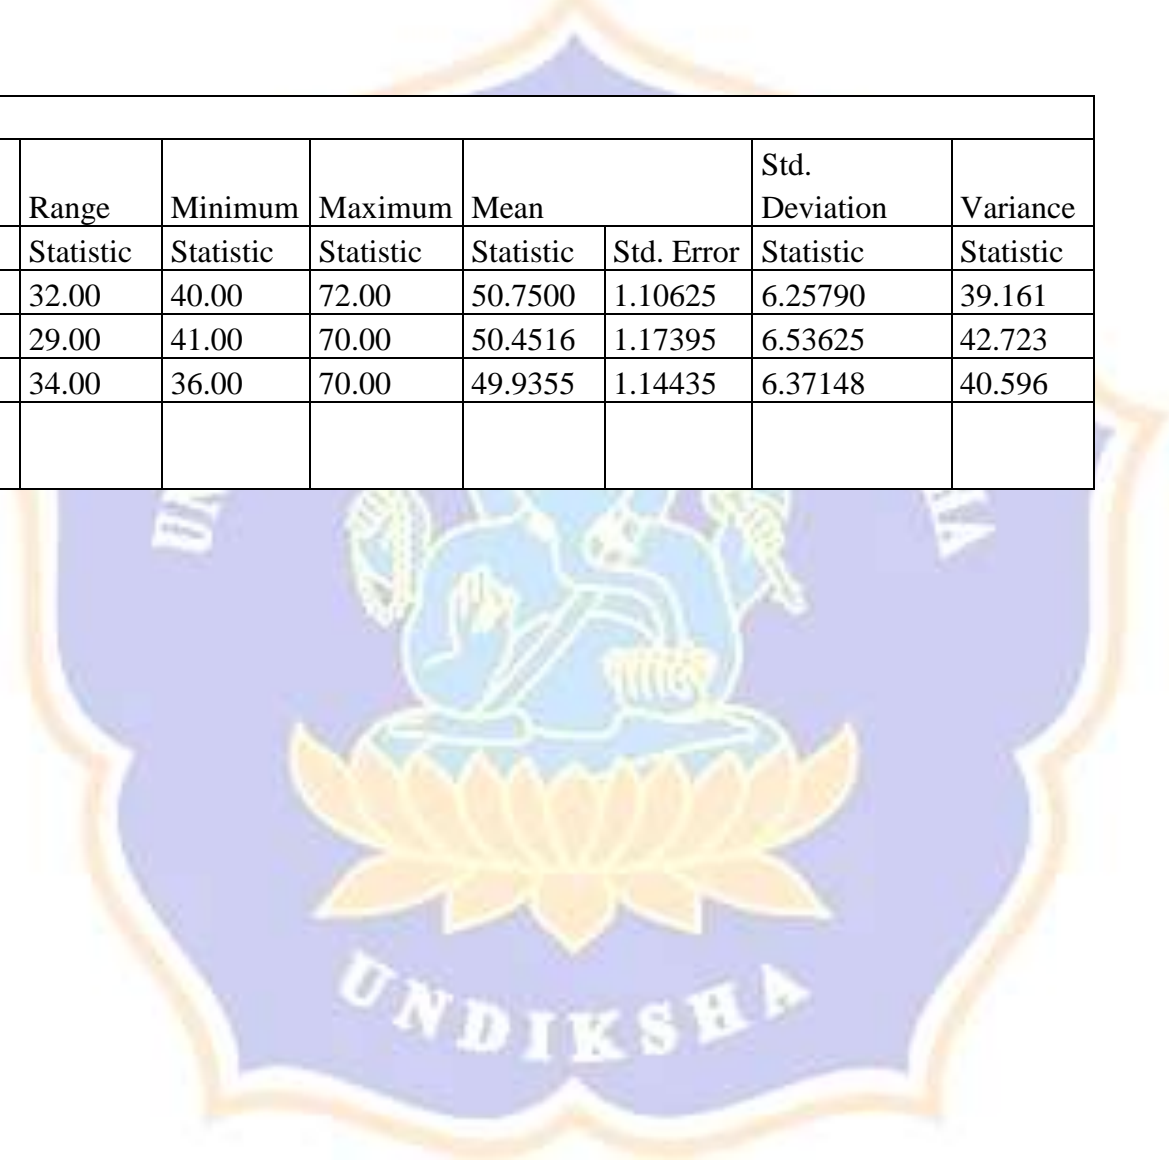 Range Minimum Maximum Mean Std. Deviation Variance
Statistic Statistic Statistic Statistic Std. Error Statistic Statistic
32.00 40.00 72.00 50.7500 1.10625 6.25790 39.161
29.00 41.00 70.00 50.4516 1.17395 6.53625 42.723
34.00 36.00 70.00 49.9355 1.14435 6.37148 40.596
UNDIKSHA